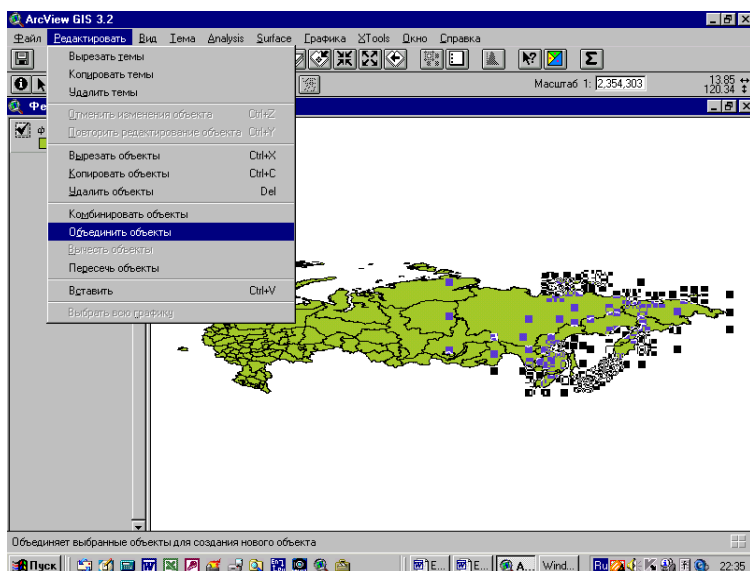 ArcView GIS 3.2
Файл Редактировать Вид Тема Analysis Surface Графика XTools Окно Справка
Вырезать темы
Копировать темы
Удалить темы
Масштаб 1: 2,354,303
13.85
120.34
Отменить изменения объекта Ctrl+Z
Повторить редактирование объекта Ctrl+Y
Вырезать объекты Ctrl+X
Копировать объекты Ctrl+C
Удалить объекты Del
Комбинировать объекты
Объединить объекты
Вычесть объекты
Пересечь объекты
Вставить Ctrl+V
Выбрать всю графику
Объединяет выбранные объекты для создания нового объекта
Пуск E... E... A... Wind... Ru 22:35